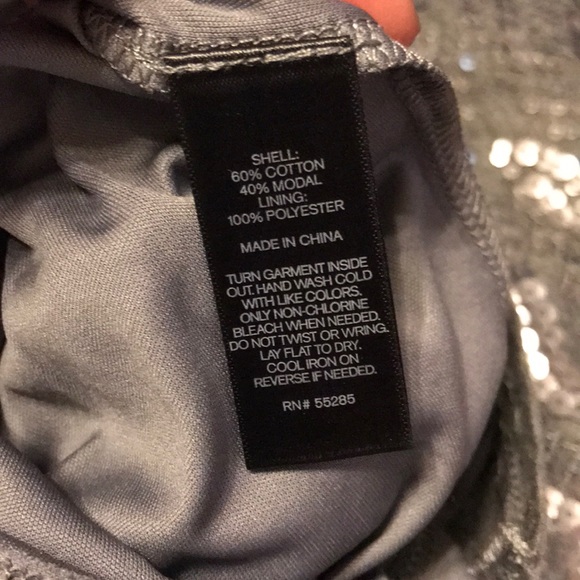 SHELL:
60% COTTON
40% MODAL
LINING:
100% POLYESTER
MADE IN CHINA
TURN GARMENT INSIDE
OUT. HAND WASH COLD
WITH LIKE COLORS.
ONLY NON-CHLORINE
BLEACH WHEN NEEDED.
DO NOT TWIST OR WRING.
LAY FLAT TO DRY.
COOL IRON ON
REVERSE IF NEEDED.
RN# 55285